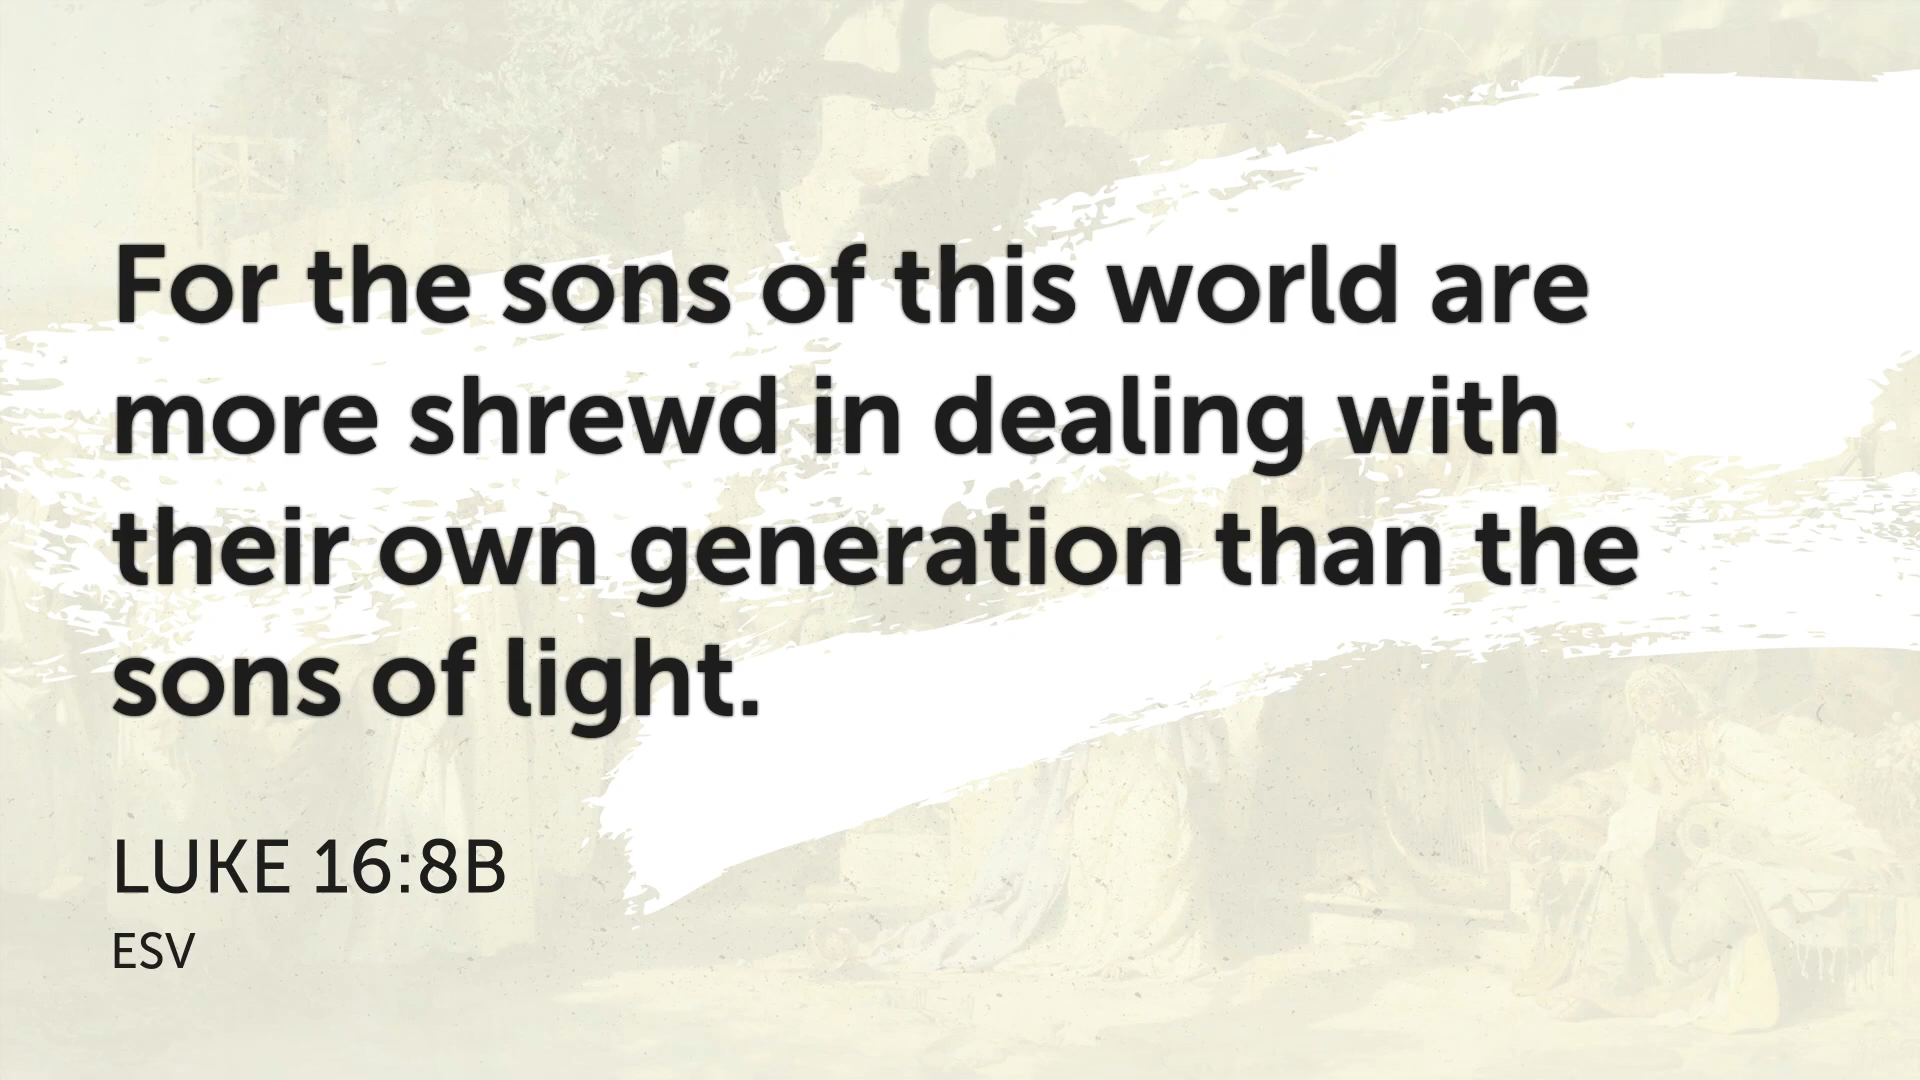 For the sons of this world are
more shrewd in dealing with
their own generation than the
sons of light.
LUKE 16:8B
ESV